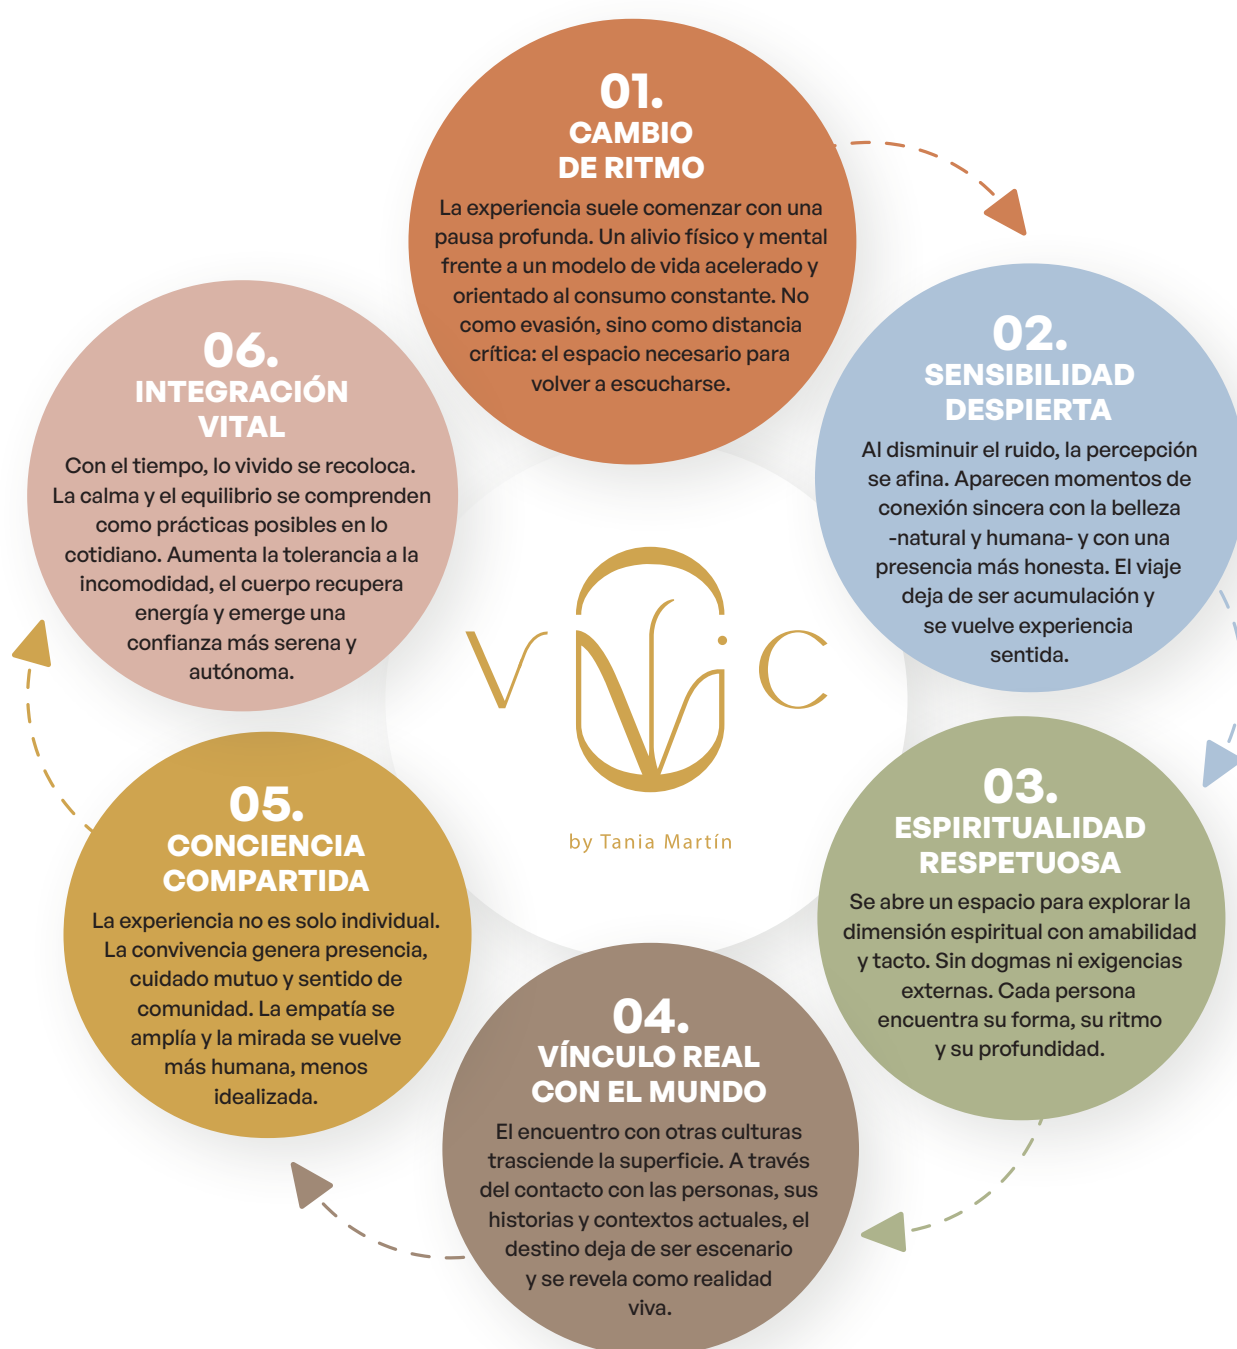 01.
CAMBIO
DE RITMO
La experiencia suele comenzar con una
pausa profunda. Un alivio físico y mental
frente a un modelo de vida acelerado y
orientado al consumo constante. No
como evasión, sino como distancia
crítica: el espacio necesario para
volver a escucharse.
02.
SENSIBILIDAD
DESPIERTA
Al disminuir el ruido, la percepción
se afina. Aparecen momentos de
conexión sincera con la belleza
-natural y humana- y con una
presencia más honesta. El viaje
deja de ser acumulación y
se vuelve experiencia
sentida.
03.
ESPIRITUALIDAD
RESPETUOSA
Se abre un espacio para explorar la
dimensión espiritual con amabilidad
y tacto. Sin dogmas ni exigencias
externas. Cada persona
encuentra su forma, su ritmo
y su profundidad.
04.
VÍNCULO REAL
CON EL MUNDO
El encuentro con otras culturas
trasciende la superficie. A través
del contacto con las personas, sus
historias y contextos actuales, el
destino deja de ser escenario
y se revela como realidad
viva.
05.
CONCIENCIA
COMPARTIDA
La experiencia no es solo individual.
La convivencia genera presencia,
cuidado mutuo y sentido de
comunidad. La empatía se
amplía y la mirada se vuelve
más humana, menos
idealizada.
06.
INTEGRACIÓN
VITAL
Con el tiempo, lo vivido se recoloca.
La calma y el equilibrio se comprenden
como prácticas posibles en lo
cotidiano. Aumenta la tolerancia a la
incomodidad, el cuerpo recupera
energía y emerge una
confianza más serena y
autónoma.
by Tania Martín